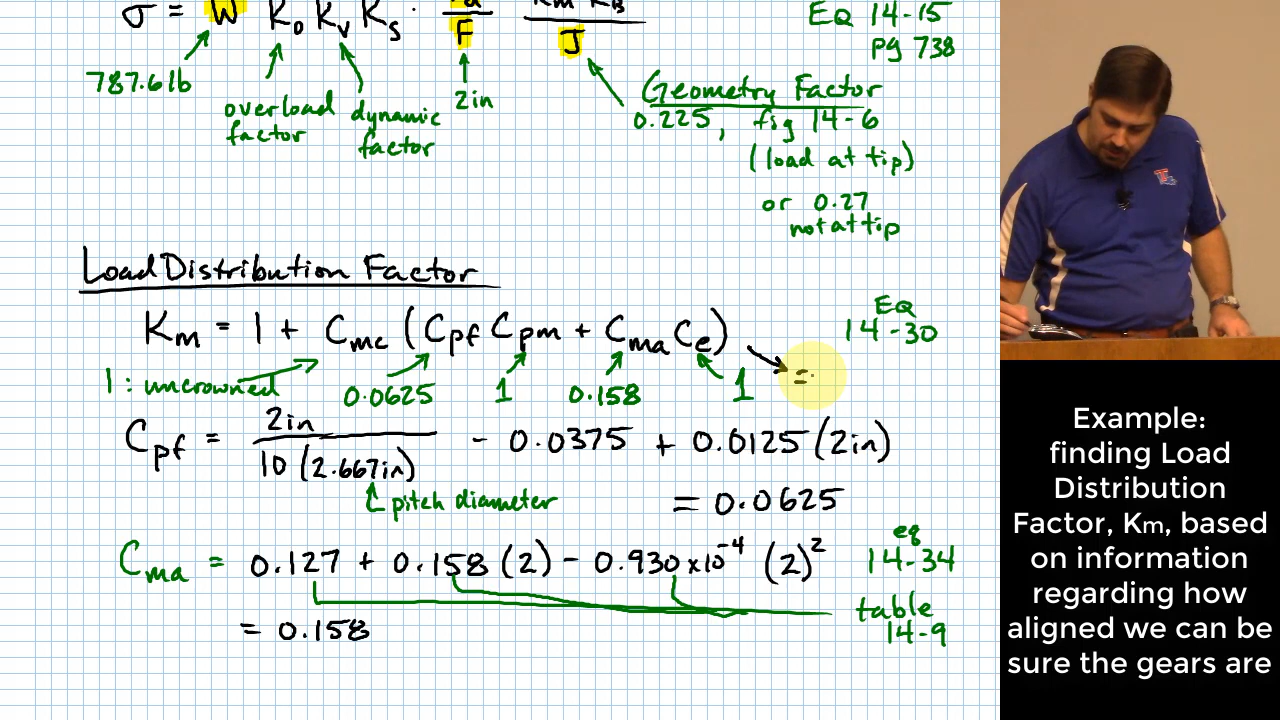 σ = W K₀ Kᵥ Kₛ · Pd/F Km KB/J
EQ 14-15
pg 738
787.6 lb
overload factor
dynamic factor
2in
Geometry Factor
0.225, fig 14-6
(load at tip)
or 0.27
not at tip
Load Distribution Factor
Km = 1 + Cmc (Cpf Cpm + Cma Ce)
=
EQ
14-30
1: uncrowned
0.0625
1
0.158
1
Cpf = 2in / 10 (2.667in) - 0.0375 + 0.0125 (2in)
pitch diameter
= 0.0625
Cma = 0.127 + 0.158 (2) - 0.930 x10⁻⁴ (2)²
eq
14-34
table
14-9
= 0.158
Example:
finding Load
Distribution
Factor, Km, based
on information
regarding how
aligned we can be
sure the gears are